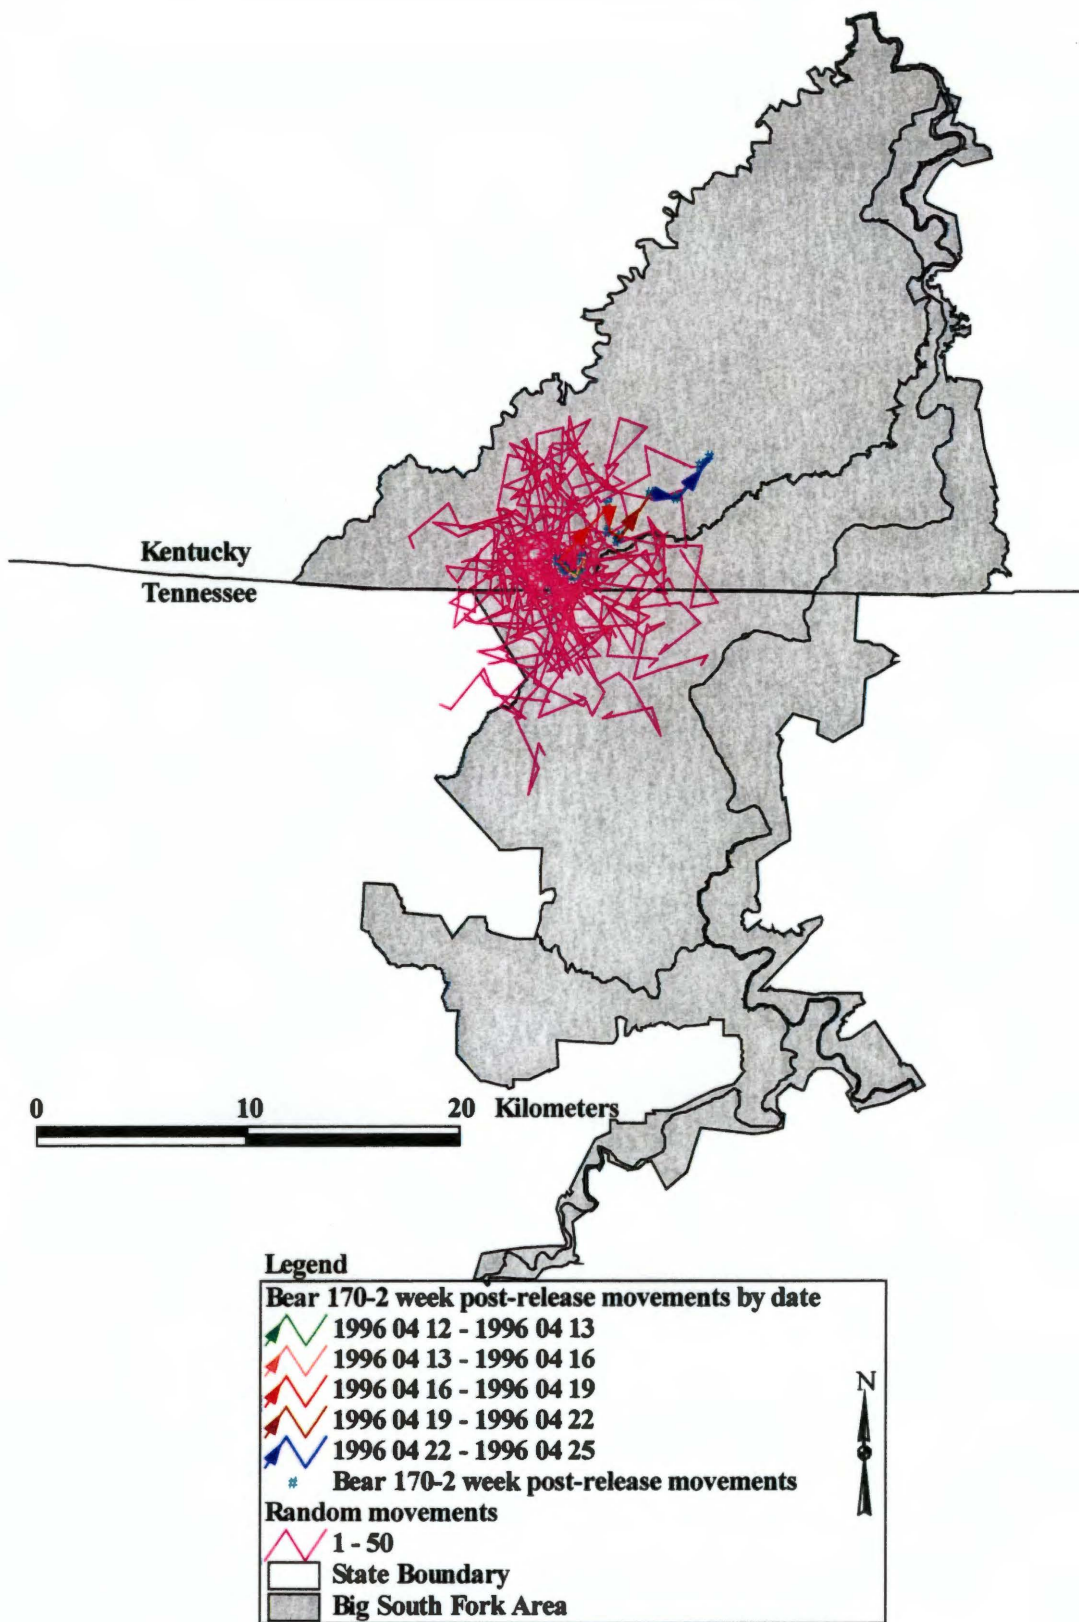 Kentucky
Tennessee
0 10 20 Kilometers
Legend
Bear 170-2 week post-release movements by date
1996 04 12 - 1996 04 13
1996 04 13 - 1996 04 16
1996 04 16 - 1996 04 19
1996 04 19 - 1996 04 22
1996 04 22 - 1996 04 25
# Bear 170-2 week post-release movements
Random movements
1 - 50
State Boundary
Big South Fork Area
N